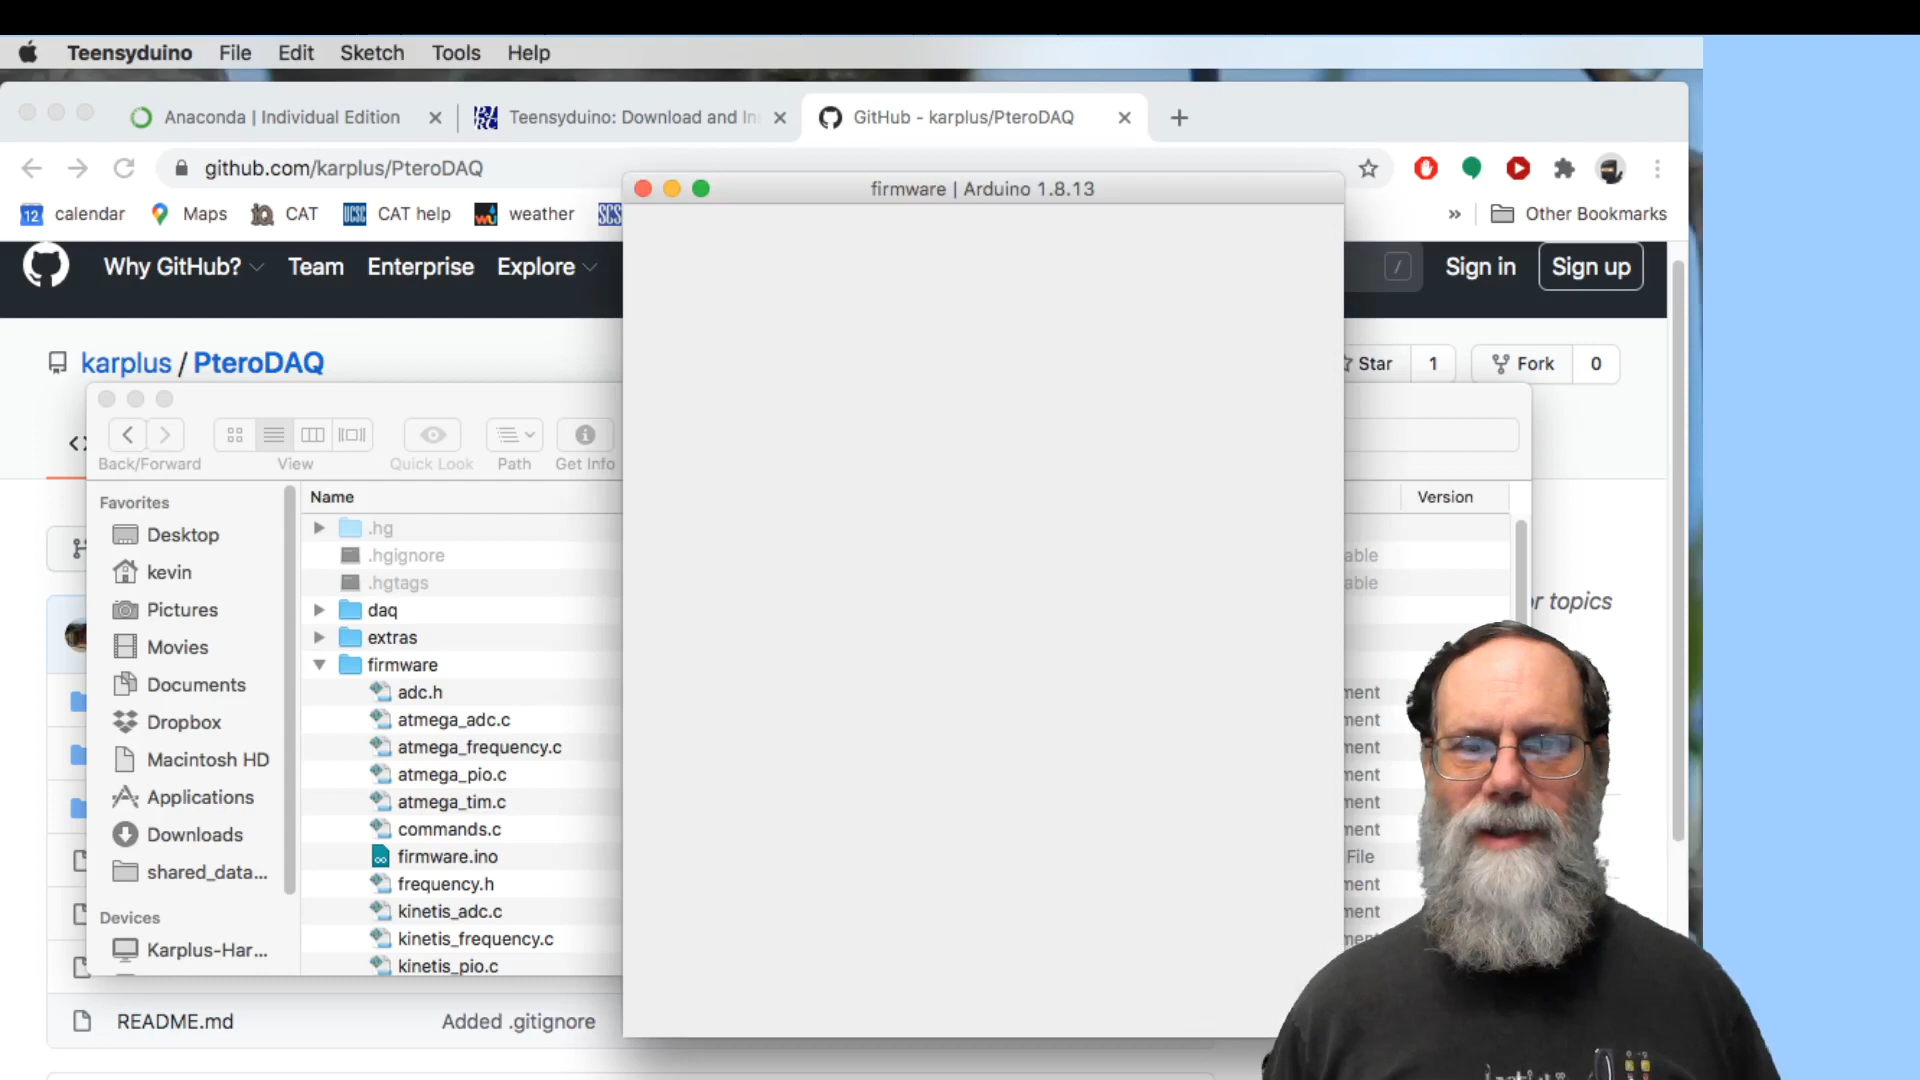 Teensyduino File Edit Sketch Tools Help
Anaconda | Individual Edition
Teensyduino: Download and In
GitHub - karplus/PteroDAQ
github.com/karplus/PteroDAQ
12 calendar Maps CAT UCSC CAT help weather SCS » Other Bookmarks
firmware | Arduino 1.8.13
Why GitHub? Team Enterprise Explore / Sign in Sign up
karplus / PteroDAQ
Star 1 Fork 0
Back/Forward View Quick Look Path Get Info
Favorites
Desktop
kevin
Pictures
Movies
Documents
Dropbox
Macintosh HD
Applications
Downloads
shared_data...
Devices
Karplus-Har...
Name
Version
.hg
.hgignore
able
.hgtags
able
daq
extras
firmware
adc.h
ment
atmega_adc.c
ment
atmega_frequency.c
ment
atmega_pio.c
ment
atmega_tim.c
ment
commands.c
ment
firmware.ino
File
frequency.h
ment
kinetis_adc.c
ment
kinetis_frequency.c
kinetis_pio.c
or topics
README.md Added .gitignore